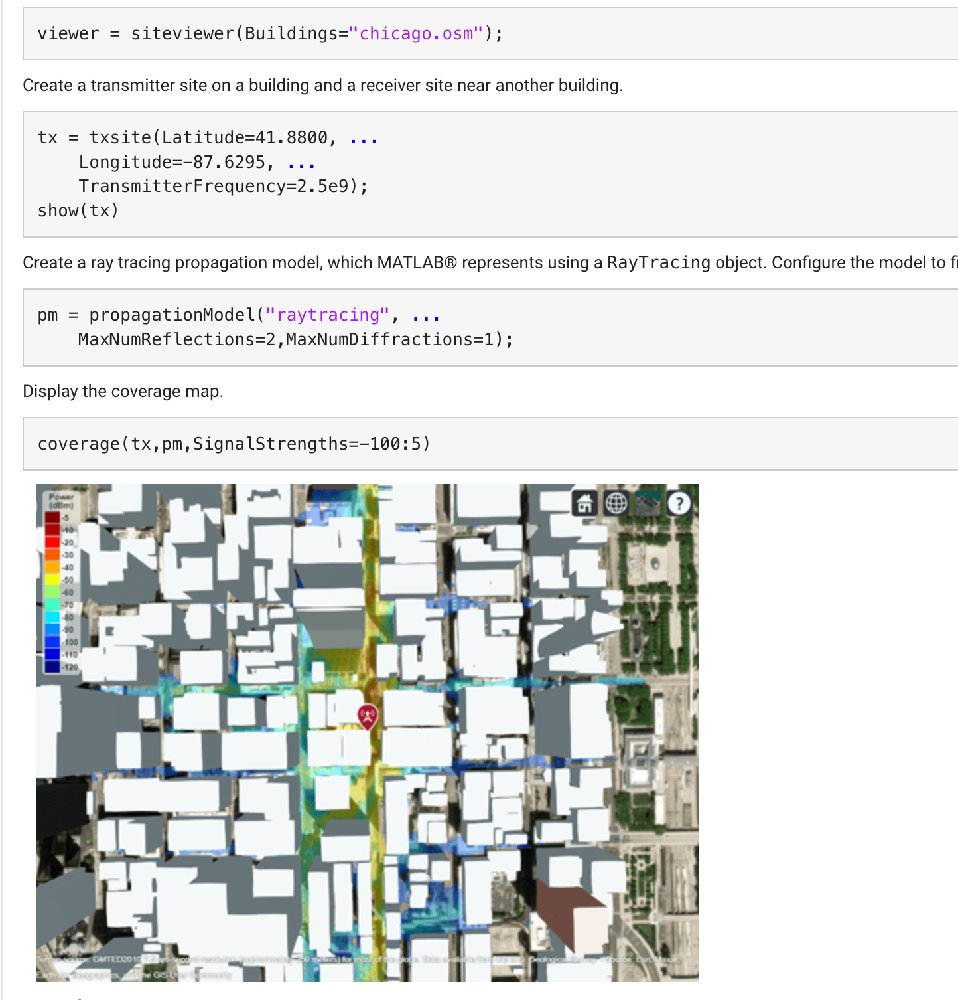 viewer = siteviewer(Buildings="chicago.osm");
Create a transmitter site on a building and a receiver site near another building.
tx = txsite(Latitude=41.8800, ...
Longitude=-87.6295, ...
TransmitterFrequency=2.5e9);
show(tx)
Create a ray tracing propagation model, which MATLAB® represents using a RayTracing object. Configure the model to
pm = propagationModel("raytracing", ...
MaxNumReflections=2,MaxNumDiffractions=1);
Display the coverage map.
coverage(tx,pm,SignalStrengths=-100:5)
Power
(dBm)
-5
-10
-20
-30
-40
-50
-60
-70
-80
-90
-100
-110
-120
?
Terrain source: GMTED2010 resolution meters) for most of the globe. Data available from the Geological Source: Esri, Maxar,
Earthstar Geographics, and the GIS User Community